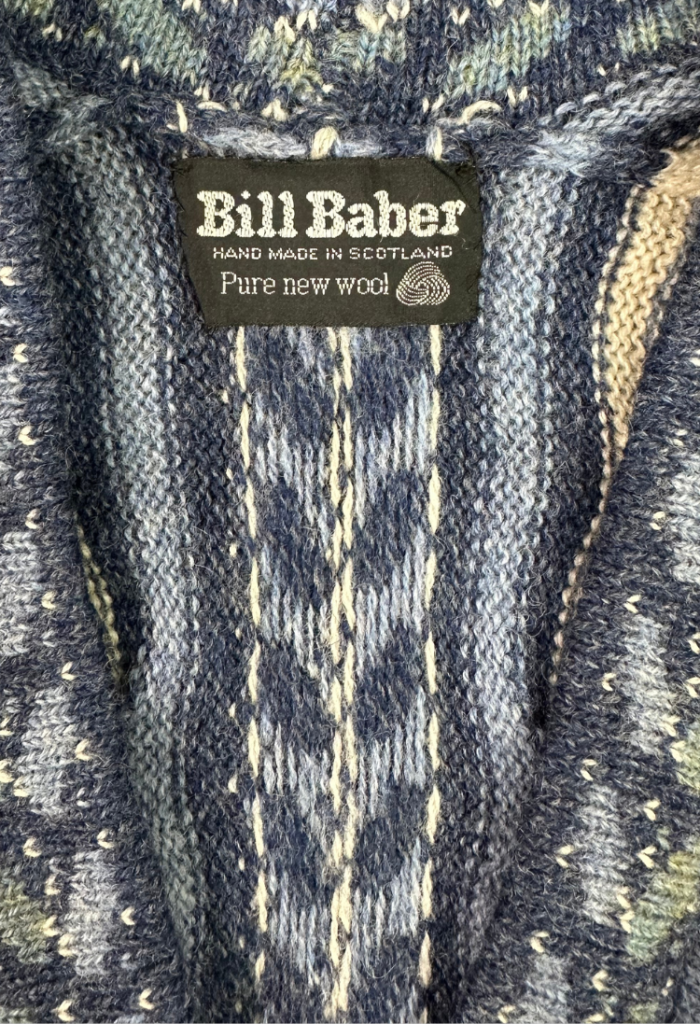 Bill Baber
HAND MADE IN SCOTLAND
Pure new wool